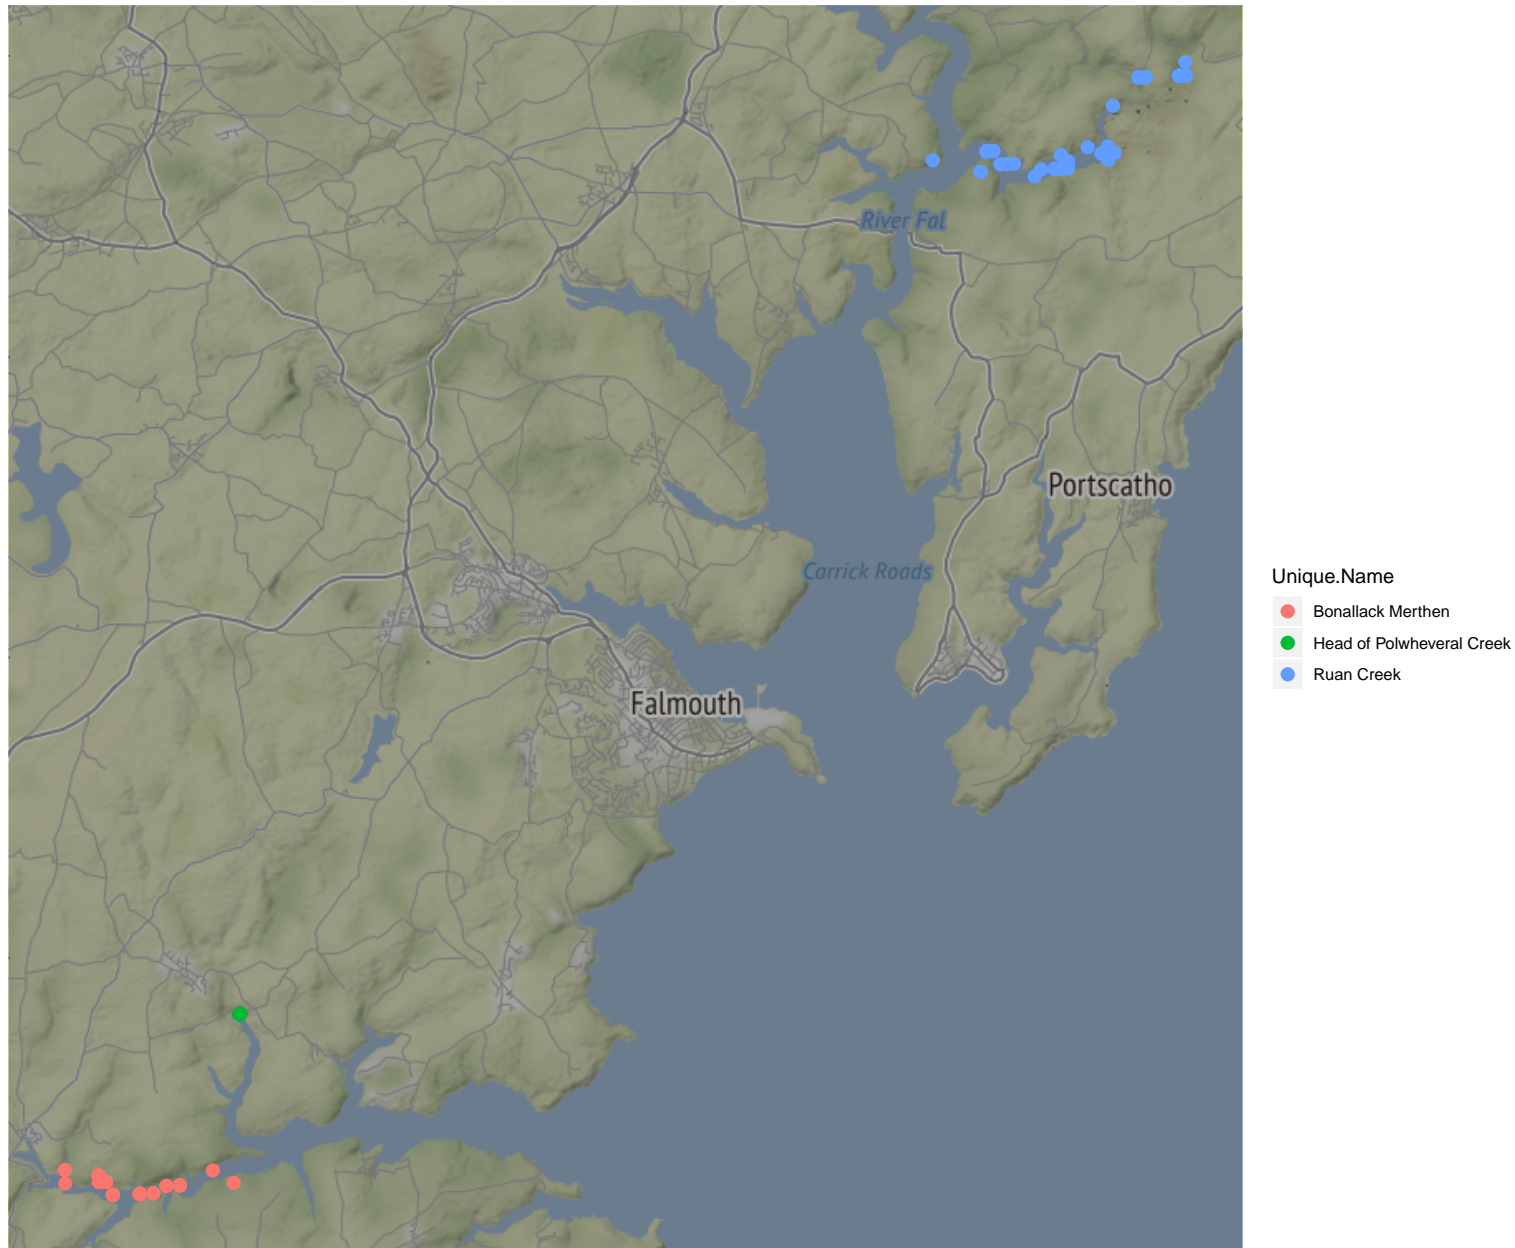 River Fal
Portscatho
Carrick Roads
Falmouth
Unique.Name
Bonallack Merthen
Head of Polwheveral Creek
Ruan Creek